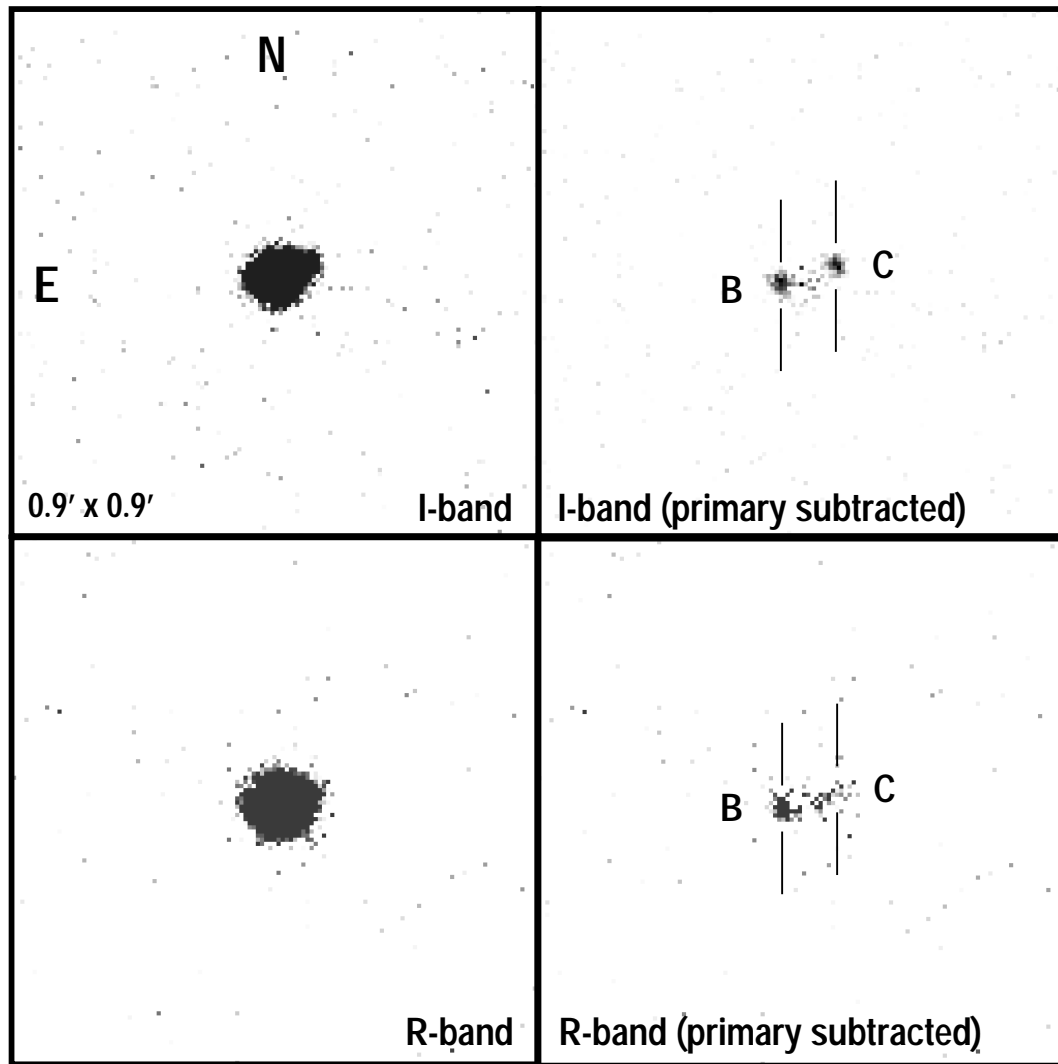 N
E
0.9′ x 0.9′
I-band
B
C
I-band (primary subtracted)
R-band
B
C
R-band (primary subtracted)